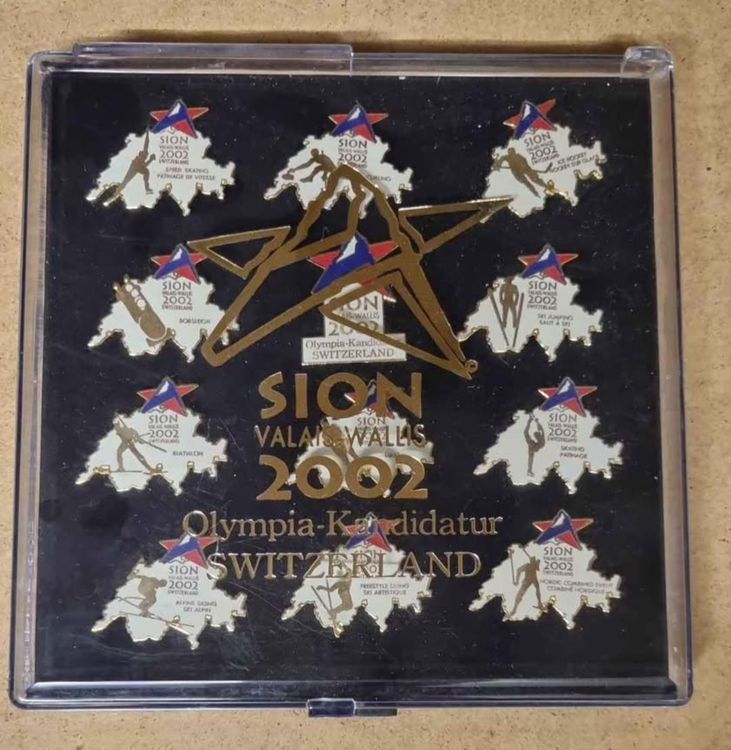 SION
VALAIS-WALLIS
2002
SWITZERLAND
SPEED SKATING
PATINAGE DE VITESSE
SION
VALAIS-WALLIS
2002
CURLING
SION
VALAIS-WALLIS
2002
SWITZERLAND
ICE HOCKEY
HOCKEY SUR GLACE
SION
VALAIS-WALLIS
2002
SWITZERLAND
BOBSLEIGH
SION
VALAIS-WALLIS
2002
Olympia-Kandidatur
SWITZERLAND
SION
VALAIS-WALLIS
2002
SWITZERLAND
SKI JUMPING
SAUT À SKI
SION
VALAIS-WALLIS
2002
Olympia-Kandidatur
SWITZERLAND
SION
VALAIS-WALLIS
2002
SWITZERLAND
BIATHLON
SION
SION
VALAIS-WALLIS
2002
SWITZERLAND
SKATING
PATINAGE
SION
VALAIS-WALLIS
2002
SWITZERLAND
ALPINE SKIING
SKI ALPIN
FREESTYLE SKIING
SKI ARTISTIQUE
SION
VALAIS-WALLIS
2002
SWITZERLAND
NORDIC COMBINED EVENT
COMBINÉ NORDIQUE